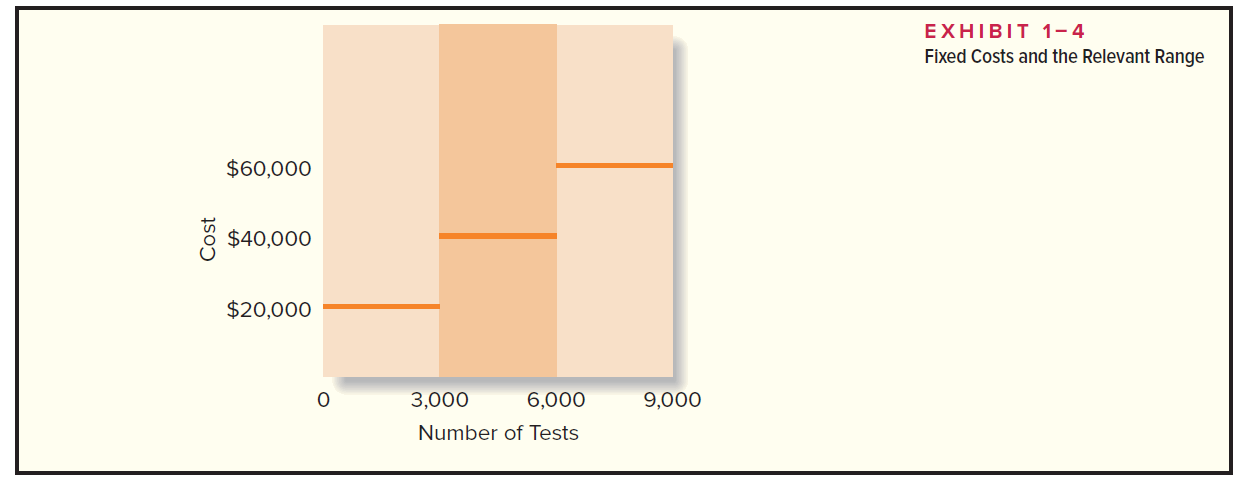 EXHIBIT 1–4
Fixed Costs and the Relevant Range
$60,000
$40,000
$20,000
Cost
0 3,000 6,000 9,000
Number of Tests